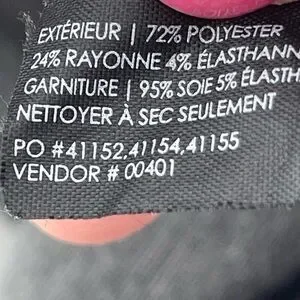 EXTÉRIEUR | 72% POLYESTER
24% RAYONNE 4% ÉLASTHANN
GARNITURE | 95% SOIE 5% ÉLASTH
NETTOYER À SEC SEULEMENT
PO #41152,41154,41155
VENDOR # 00401